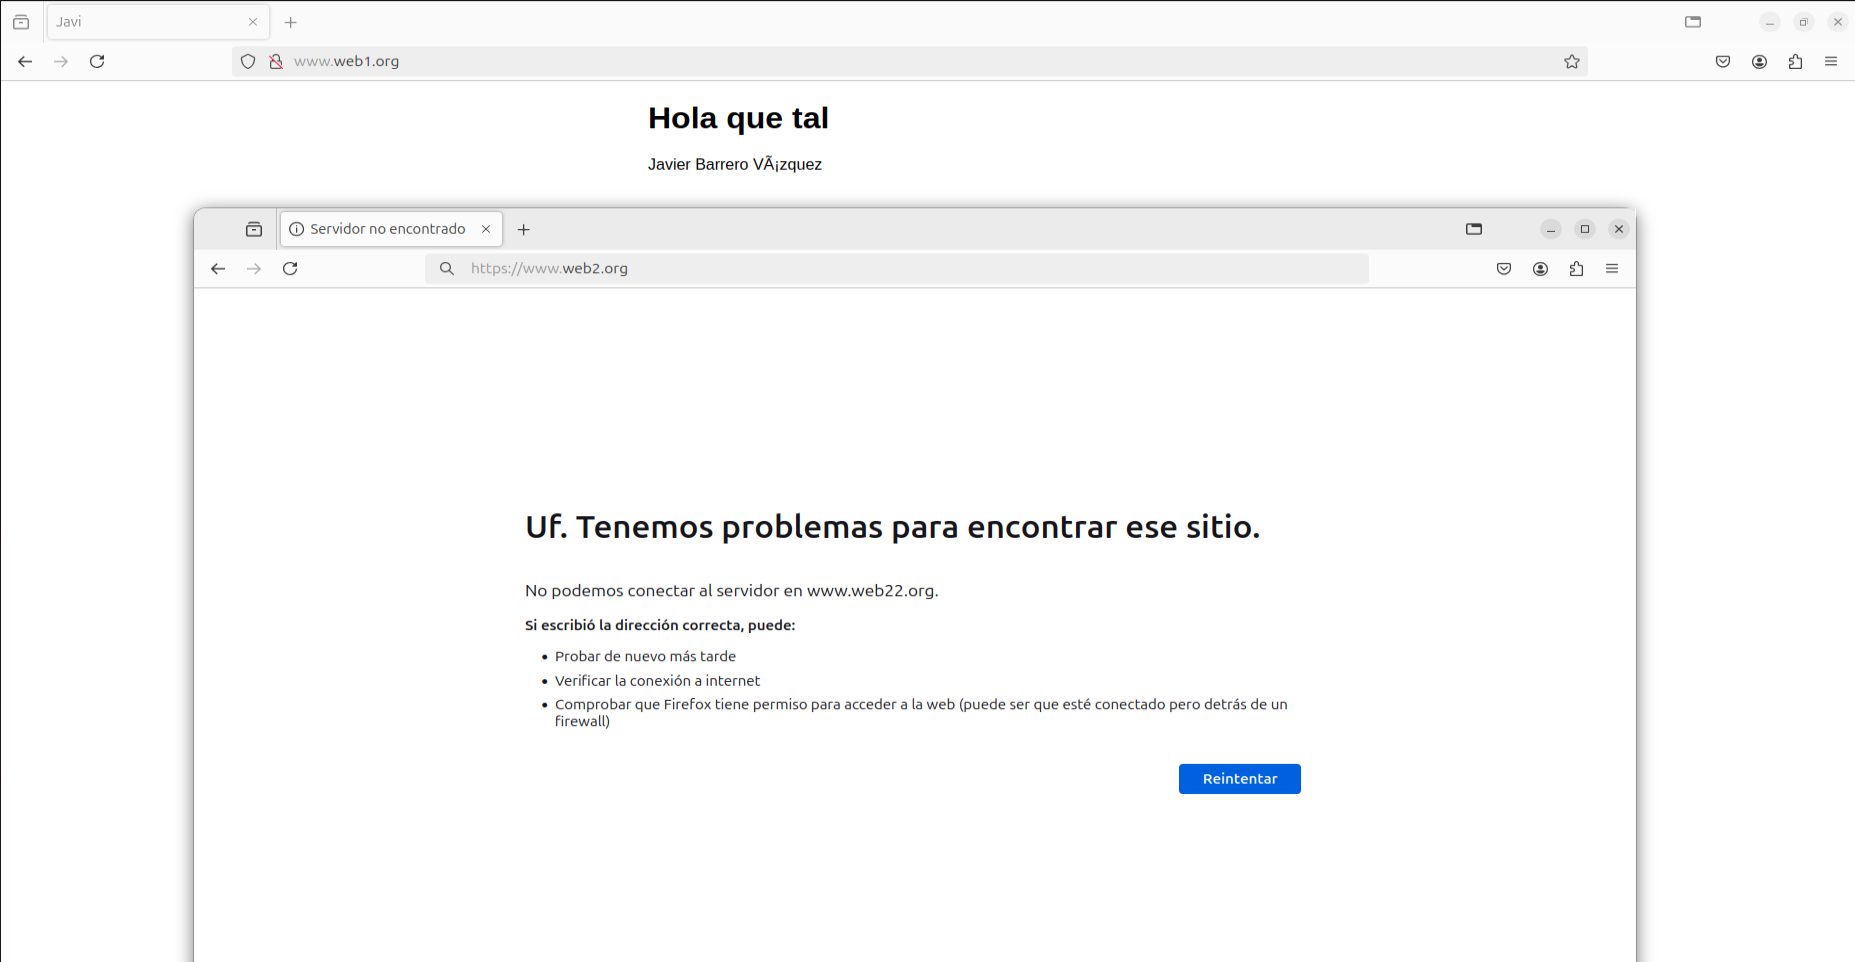 Javi
www.web1.org
Hola que tal
Javier Barrero VÃ¡zquez
Servidor no encontrado
https://www.web2.org
Uf. Tenemos problemas para encontrar ese sitio.
No podemos conectar al servidor en www.web22.org.
Si escribió la dirección correcta, puede:
• Probar de nuevo más tarde
• Verificar la conexión a internet
• Comprobar que Firefox tiene permiso para acceder a la web (puede ser que esté conectado pero detrás de un
firewall)
Reintentar